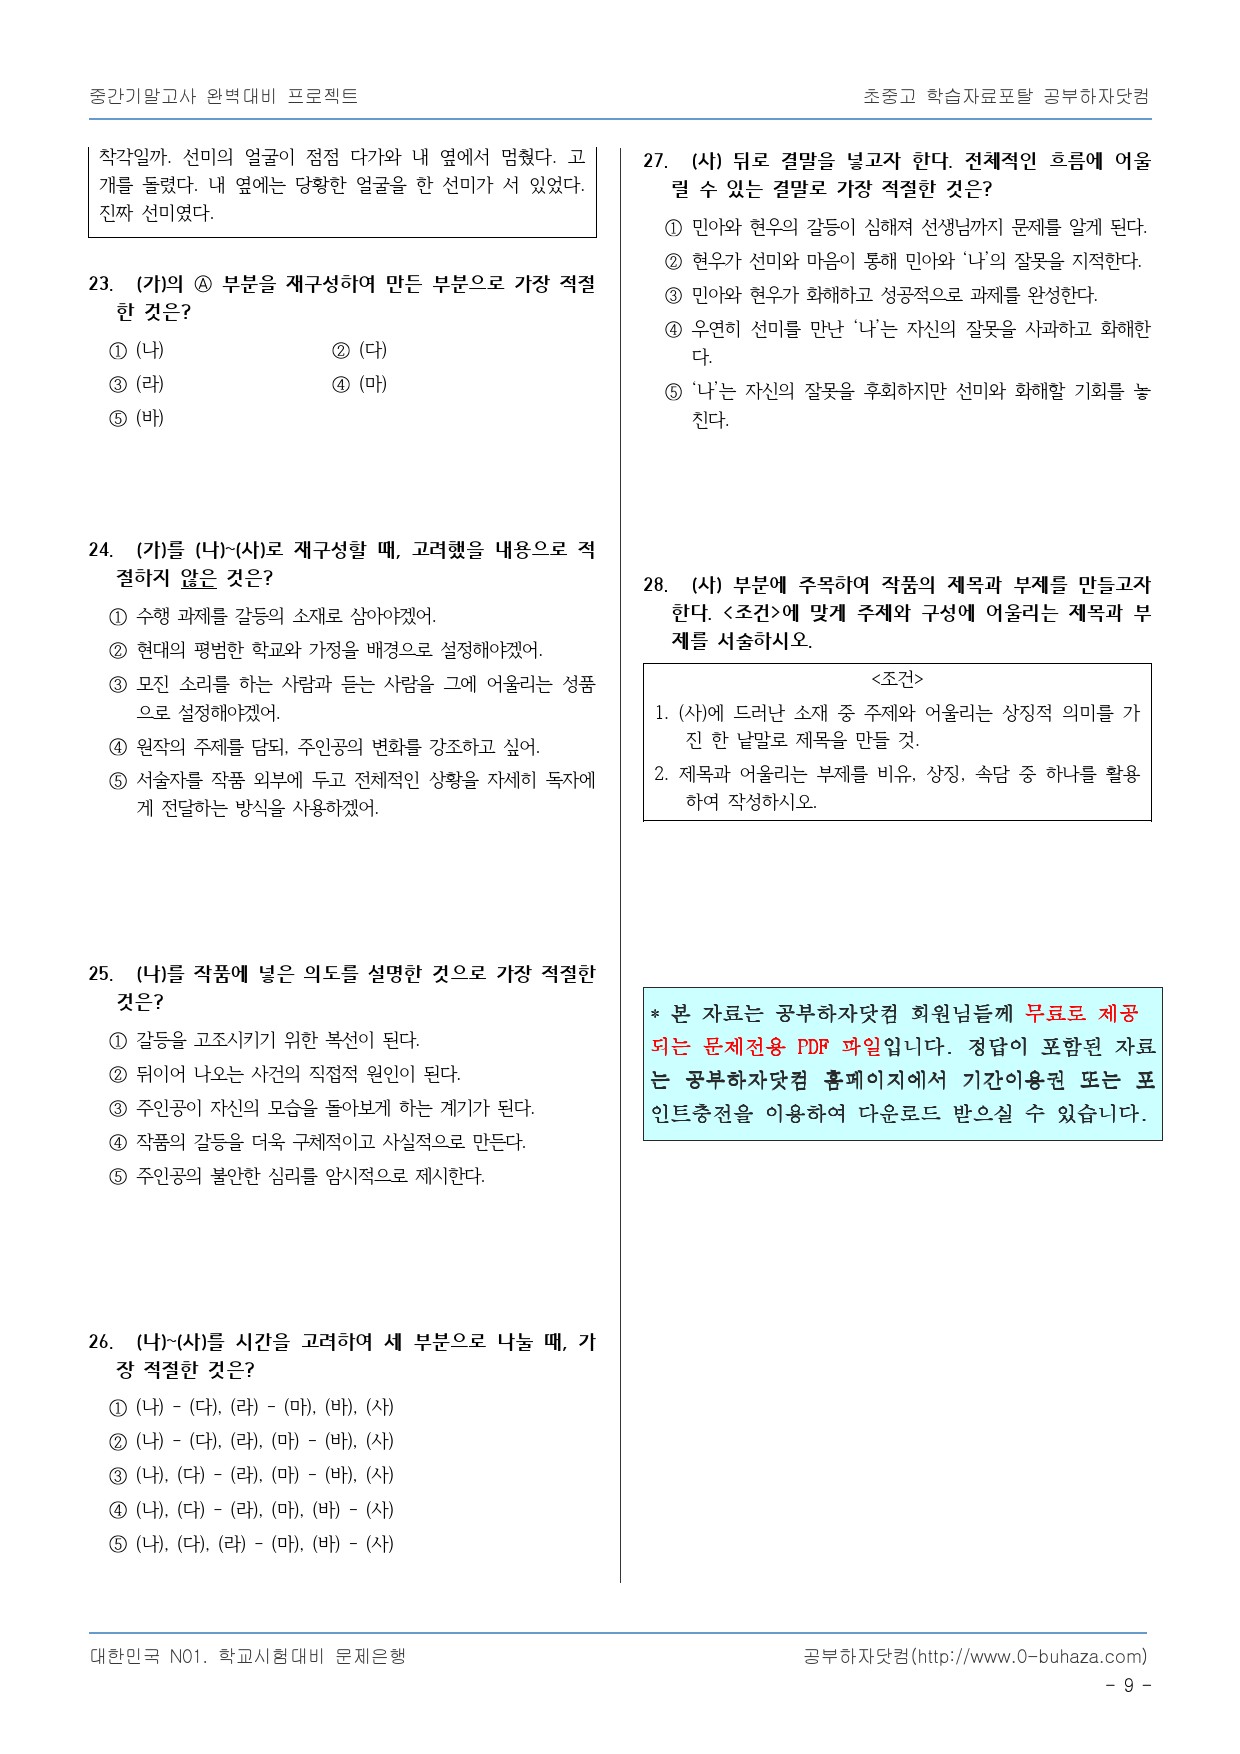 중간기말고사 완벽대비 프로젝트
초중고 학습자료포탈 공부하자닷컴
착각일까. 선미의 얼굴이 점점 다가와 내 옆에서 멈췄다. 고
개를 돌렸다. 내 옆에는 당황한 얼굴을 한 선미가 서 있었다.
진짜 선미였다.
23. (가)의 Ⓐ 부분을 재구성하여 만든 부분으로 가장 적절
한 것은?
① (나) ② (다)
③ (라) ④ (마)
⑤ (바)
24. (가)를 (나)~(사)로 재구성할 때, 고려했을 내용으로 적
절하지 않은 것은?
① 수행 과제를 갈등의 소재로 삼아야겠어.
② 현대의 평범한 학교와 가정을 배경으로 설정해야겠어.
③ 모진 소리를 하는 사람과 듣는 사람을 그에 어울리는 성품
으로 설정해야겠어.
④ 원작의 주제를 담되, 주인공의 변화를 강조하고 싶어.
⑤ 서술자를 작품 외부에 두고 전체적인 상황을 자세히 독자에
게 전달하는 방식을 사용하겠어.
25. (나)를 작품에 넣은 의도를 설명한 것으로 가장 적절한
것은?
① 갈등을 고조시키기 위한 복선이 된다.
② 뒤이어 나오는 사건의 직접적 원인이 된다.
③ 주인공이 자신의 모습을 돌아보게 하는 계기가 된다.
④ 작품의 갈등을 더욱 구체적이고 사실적으로 만든다.
⑤ 주인공의 불안한 심리를 암시적으로 제시한다.
26. (나)~(사)를 시간을 고려하여 세 부분으로 나눌 때, 가
장 적절한 것은?
① (나) - (다), (라) - (마), (바), (사)
② (나) - (다), (라), (마) - (바), (사)
③ (나), (다) - (라), (마) - (바), (사)
④ (나), (다) - (라), (마), (바) - (사)
⑤ (나), (다), (라) - (마), (바) - (사)
27. (사) 뒤로 결말을 넣고자 한다. 전체적인 흐름에 어울
릴 수 있는 결말로 가장 적절한 것은?
① 민아와 현우의 갈등이 심해져 선생님까지 문제를 알게 된다.
② 현우가 선미와 마음이 통해 민아와 ‘나’의 잘못을 지적한다.
③ 민아와 현우가 화해하고 성공적으로 과제를 완성한다.
④ 우연히 선미를 만난 ‘나’는 자신의 잘못을 사과하고 화해한
다.
⑤ ‘나’는 자신의 잘못을 후회하지만 선미와 화해할 기회를 놓
친다.
28. (사) 부분에 주목하여 작품의 제목과 부제를 만들고자
한다. <조건>에 맞게 주제와 구성에 어울리는 제목과 부
제를 서술하시오.
<조건>
1. (사)에 드러난 소재 중 주제와 어울리는 상징적 의미를 가
진 한 낱말로 제목을 만들 것.
2. 제목과 어울리는 부제를 비유, 상징, 속담 중 하나를 활용
하여 작성하시오.
* 본 자료는 공부하자닷컴 회원님들께 무료로 제공
되는 문제전용 PDF 파일입니다. 정답이 포함된 자료
는 공부하자닷컴 홈페이지에서 기간이용권 또는 포
인트충전을 이용하여 다운로드 받으실 수 있습니다.
대한민국 N01. 학교시험대비 문제은행
공부하자닷컴(http://www.0-buhaza.com)
- 9 -